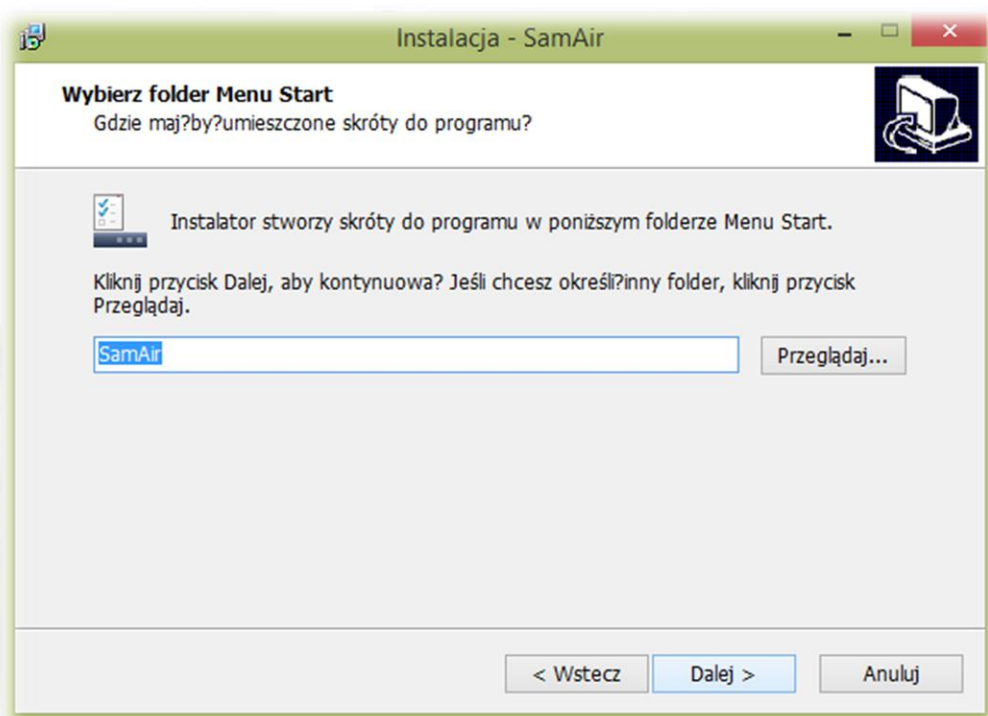 Instalacja - SamAir
Wybierz folder Menu Start
Gdzie maj?by?umieszczone skróty do programu?
Instalator stworzy skróty do programu w poniższym folderze Menu Start.
Kliknij przycisk Dalej, aby kontynuowa? Jeśli chcesz określi?inny folder, kliknij przycisk
Przeglądaj.
SamAir
Przeglądaj...
< Wstecz
Dalej >
Anuluj